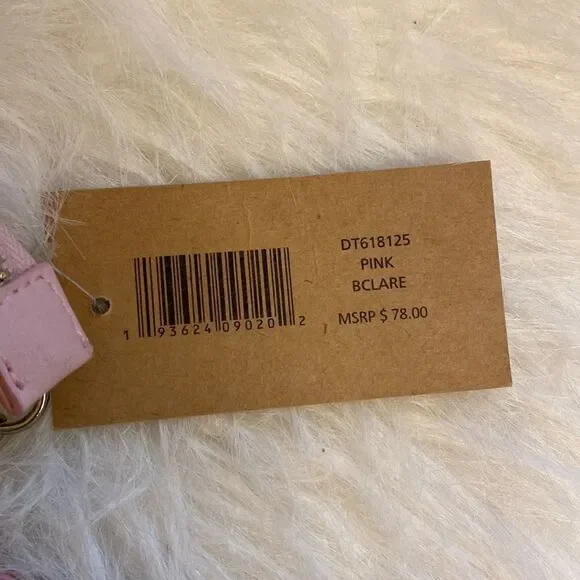 DT618125
PINK
BCLARE
MSRP $ 78.00
1 93624 09020 2